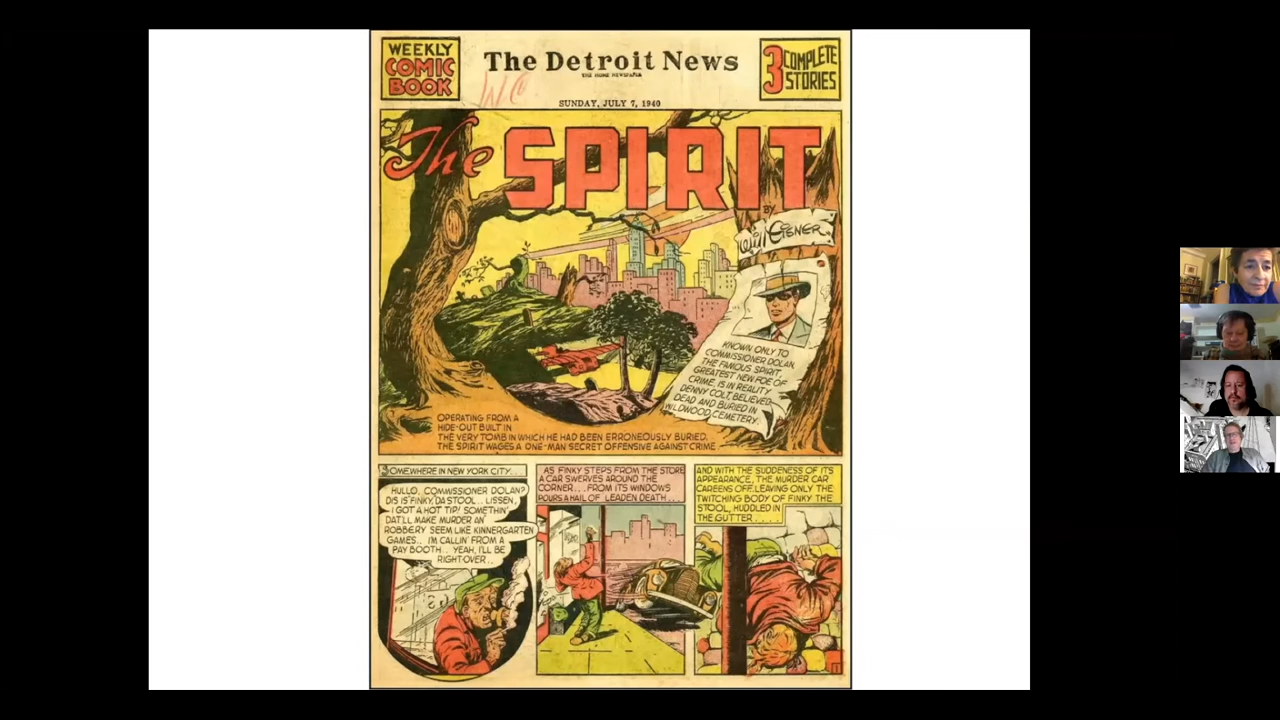 WEEKLY
COMIC
BOOK
The Detroit News
THE HOME NEWSPAPER
3 COMPLETE
STORIES
WC
SUNDAY, JULY 7, 1940
The SPIRIT
BY
Will Eisner
KNOWN ONLY TO
COMMISSIONER DOLAN,
THE FAMOUS SPIRIT,
GREATEST NEW FOE OF
CRIME, IS IN REALITY
DENNY COLT, BELIEVED
DEAD AND BURIED IN
WILDWOOD CEMETERY.
OPERATING FROM A
HIDE-OUT BUILT IN
THE VERY TOMB IN WHICH HE HAD BEEN ERRONEOUSLY BURIED,
THE SPIRIT WAGES A ONE-MAN SECRET OFFENSIVE AGAINST CRIME.
SOMEWHERE IN NEW YORK CITY....
HULLO, COMMISSIONER DOLAN?
DIS IS FINKY, DA STOOL.. LISSEN,
I GOT A HOT TIP! SOMETHIN'
DAT'LL MAKE MURDER AN'
ROBBERY SEEM LIKE KINNERGARTEN
GAMES.. I'M CALLIN' FROM A
PAY BOOTH.. YEAH, I'LL BE
RIGHT OVER..
AS FINKY STEPS FROM THE STORE
A CAR SWERVES AROUND THE
CORNER... FROM ITS WINDOWS
POURS A HAIL OF LEADEN DEATH...
AND WITH THE SUDDENESS OF ITS
APPEARANCE, THE MURDER CAR
CAREENS OFF LEAVING ONLY THE
TWITCHING BODY OF FINKY THE
STOOL, HUDDLED IN
THE GUTTER.....